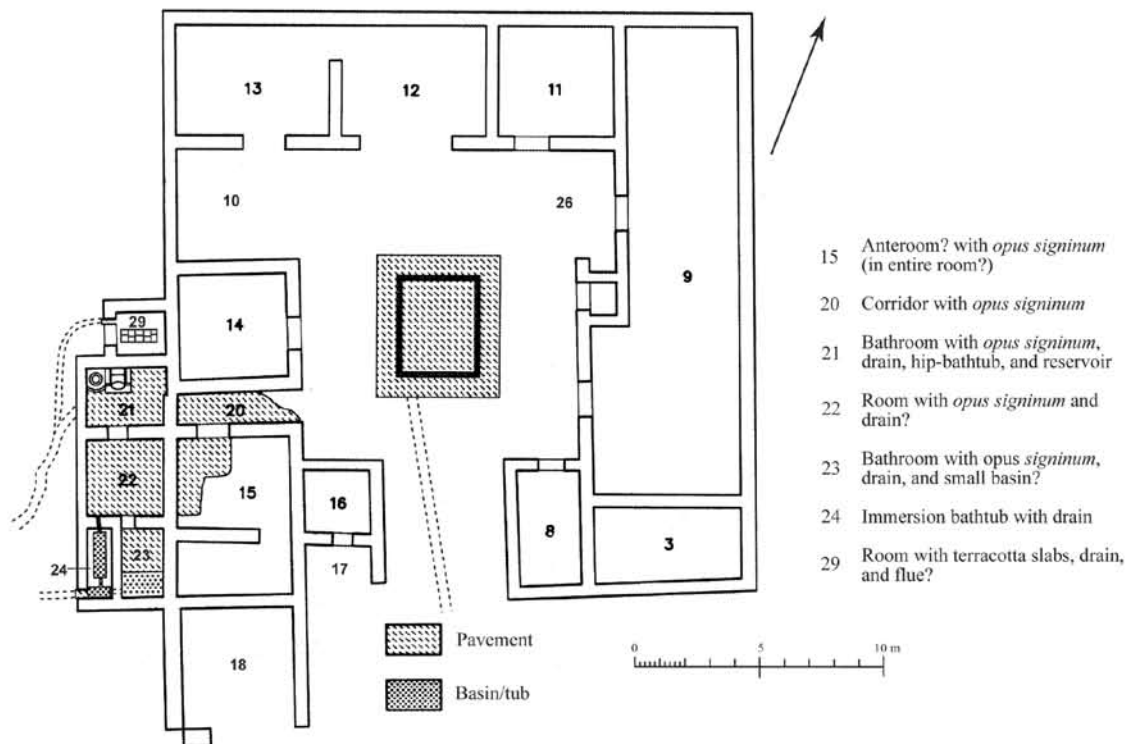 13
12
11
10
26
9
29
14
21
20
22
15
16
23
24
17
8
3
18
15 Anteroom? with opus signinum
(in entire room?)
20 Corridor with opus signinum
21 Bathroom with opus signinum,
drain, hip-bathtub, and reservoir
22 Room with opus signinum and
drain?
23 Bathroom with opus signinum,
drain, and small basin?
24 Immersion bathtub with drain
29 Room with terracotta slabs, drain,
and flue?
Pavement
Basin/tub
0 5 10 m